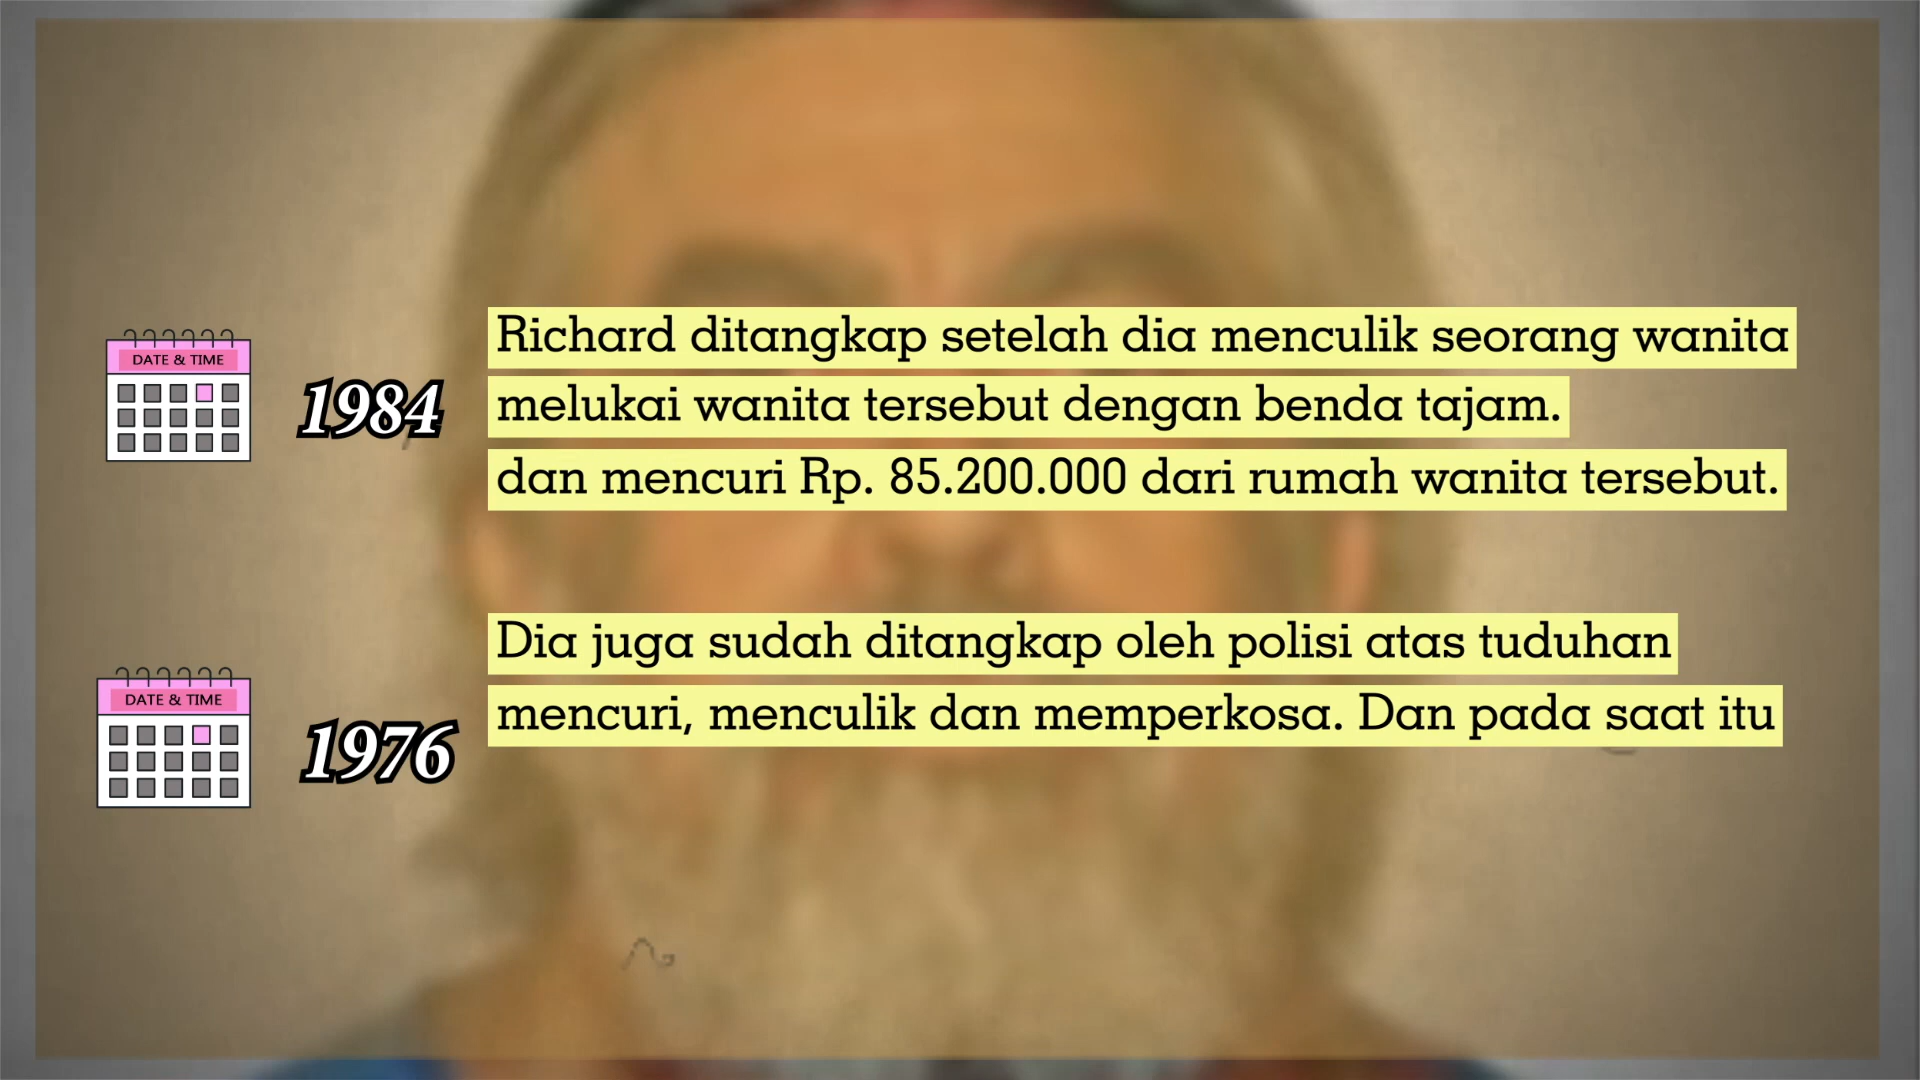 DATE & TIME
1984
Richard ditangkap setelah dia menculik seorang wanita
melukai wanita tersebut dengan benda tajam.
dan mencuri Rp. 85.200.000 dari rumah wanita tersebut.
DATE & TIME
1976
Dia juga sudah ditangkap oleh polisi atas tuduhan
mencuri, menculik dan memperkosa. Dan pada saat itu